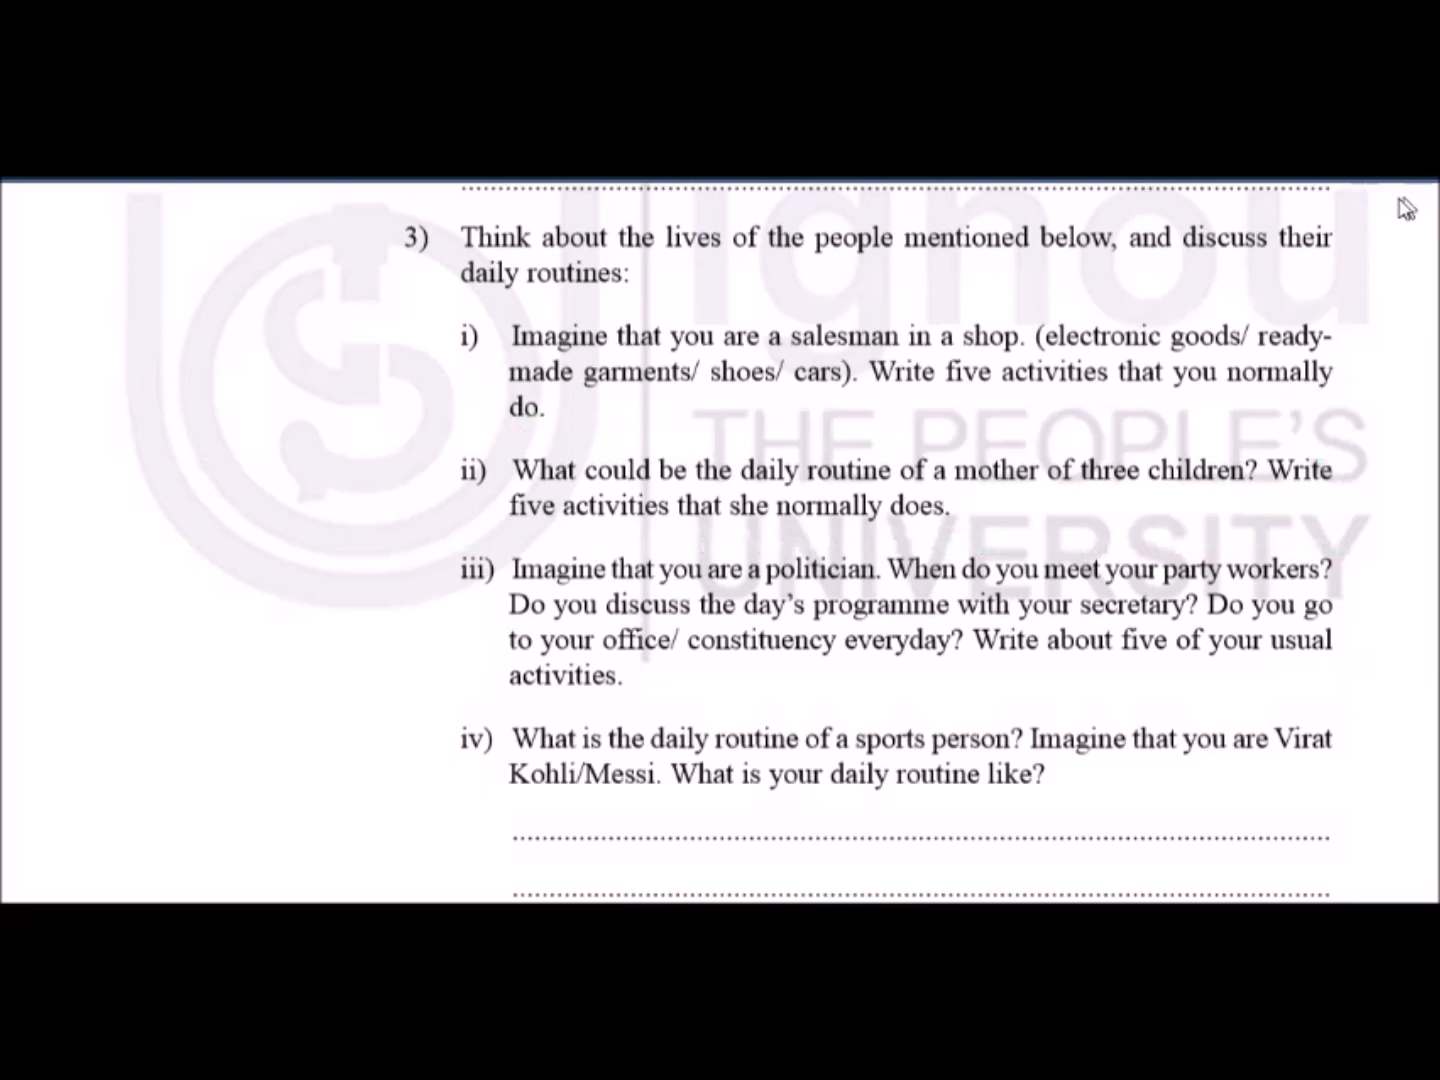 ignou
THE PEOPLE'S
UNIVERSITY
3) Think about the lives of the people mentioned below, and discuss their
daily routines:
i) Imagine that you are a salesman in a shop. (electronic goods/ ready-
made garments/ shoes/ cars). Write five activities that you normally
do.
ii) What could be the daily routine of a mother of three children? Write
five activities that she normally does.
iii) Imagine that you are a politician. When do you meet your party workers?
Do you discuss the day's programme with your secretary? Do you go
to your office/ constituency everyday? Write about five of your usual
activities.
iv) What is the daily routine of a sports person? Imagine that you are Virat
Kohli/Messi. What is your daily routine like?